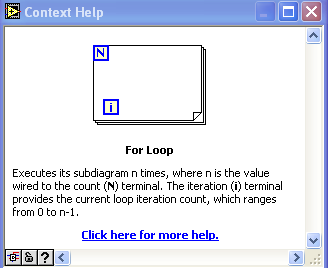 Context Help
N
i
For Loop
Executes its subdiagram n times, where n is the value
wired to the count (N) terminal. The iteration (i) terminal
provides the current loop iteration count, which ranges
from 0 to n-1.
Click here for more help.
?